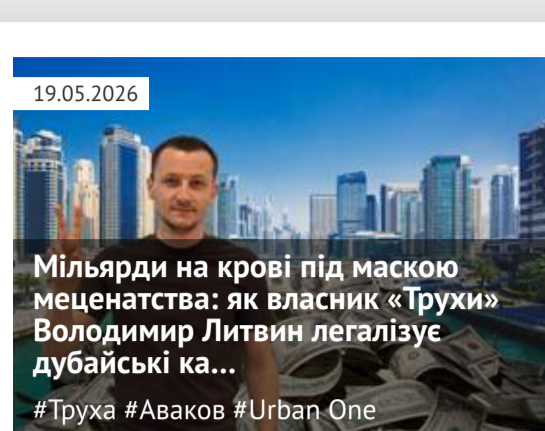 19.05.2026
Мільярди на крові під маскою
меценатства: як власник «Трухи»
Володимир Литвин легалізує
дубайські ка...
#Труха #Аваков #Urban One